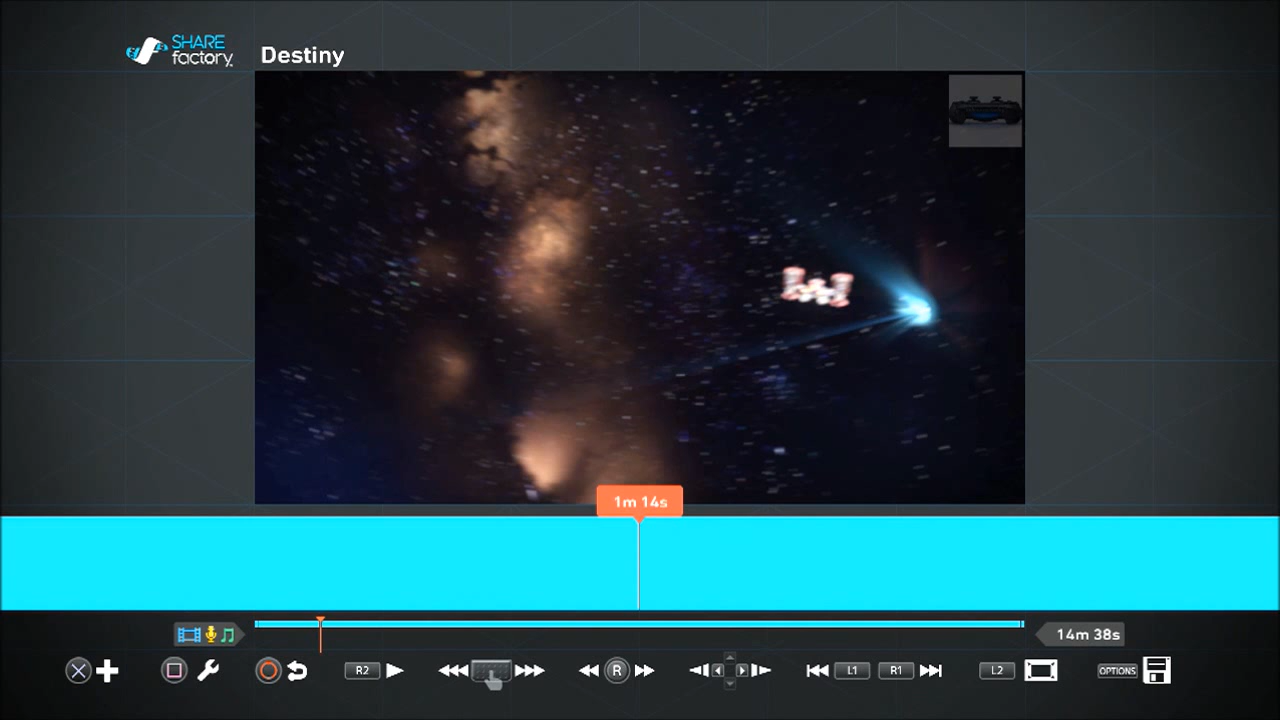 SHARE
factory
Destiny
1m 14s
14m 38s
R2
R
L1
R1
L2
OPTIONS